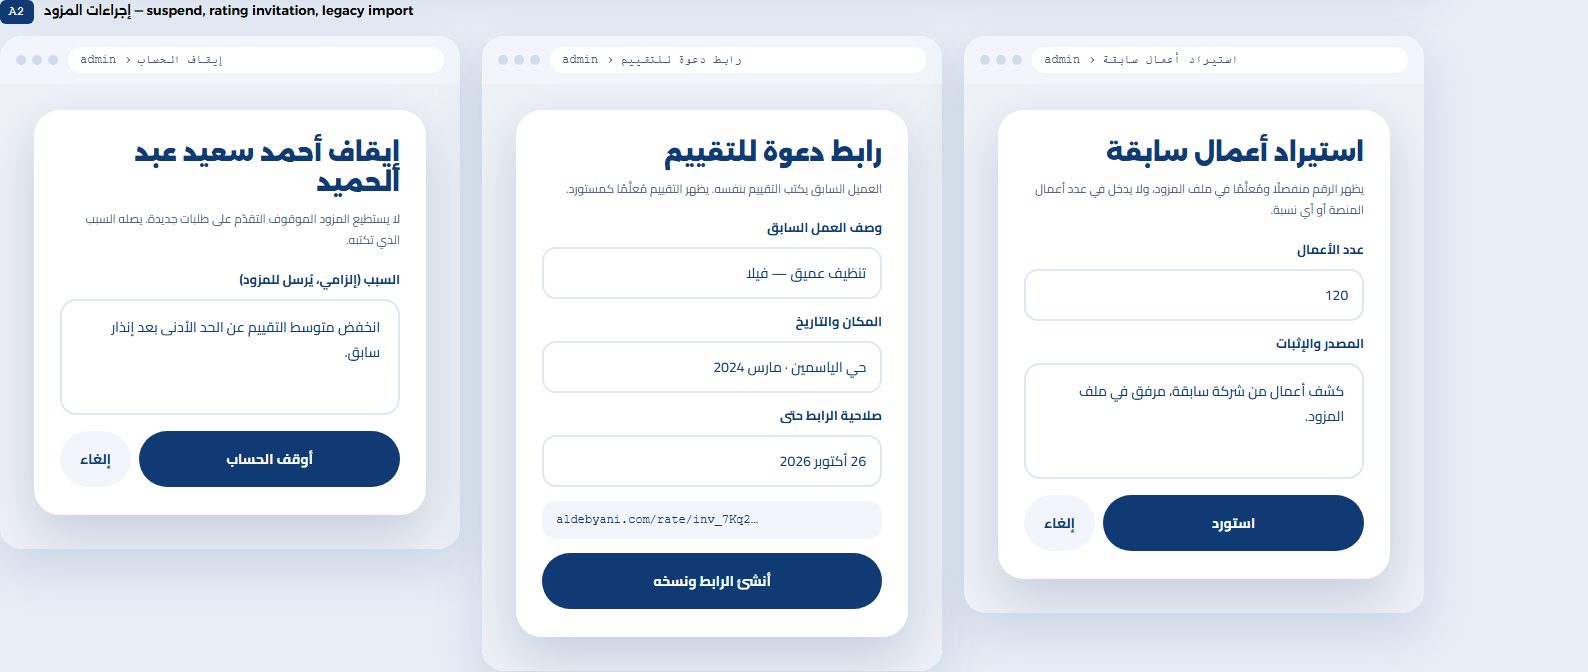 A2 إجراءات المزود — suspend, rating invitation, legacy import
admin › إيقاف الحساب
إيقاف أحمد سعيد عبد
الحميد
لا يستطيع المزود الموقوف التقدّم على طلبات جديدة. يصله السبب
الذي تكتبه.
السبب (إلزامي، يُرسل للمزود)
انخفض متوسط التقييم عن الحد الأدنى بعد إنذار
سابق.
أوقف الحساب
إلغاء
admin › رابط دعوة للتقييم
رابط دعوة للتقييم
العميل السابق يكتب التقييم بنفسه. يظهر التقييم مُعلَّمًا كمستورد.
وصف العمل السابق
تنظيف عميق — فيلا
المكان والتاريخ
حي الياسمين · مارس 2024
صلاحية الرابط حتى
26 أكتوبر 2026
aldebyani.com/rate/inv_7Kq2…
أنشئ الرابط ونسخه
admin › استيراد أعمال سابقة
استيراد أعمال سابقة
يظهر الرقم منفصلًا ومُعلَّمًا في ملف المزود، ولا يدخل في عدد أعمال
المنصة أو أي نسبة.
عدد الأعمال
120
المصدر والإثبات
كشف أعمال من شركة سابقة، مرفق في ملف
المزود.
استورد
إلغاء